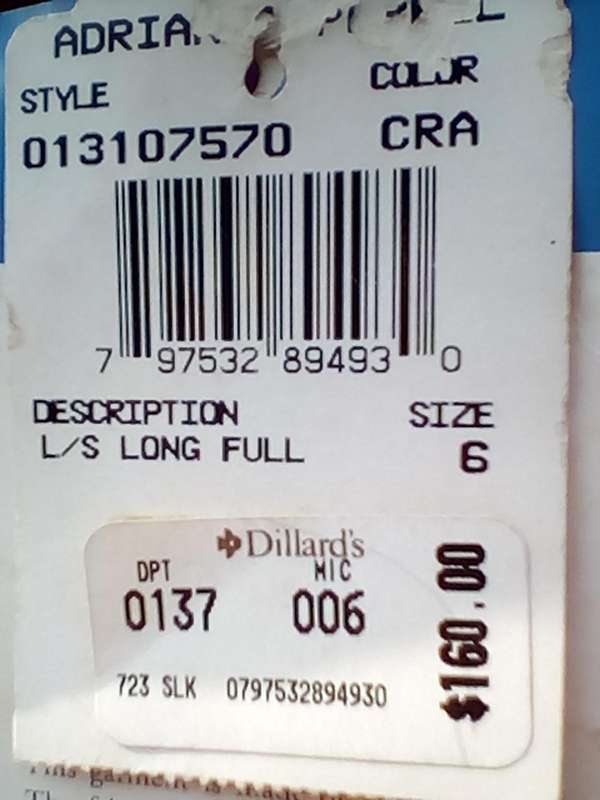 STYLE COLOR
013107570 CRA
7 97532 89493 0
DESCRIPTION SIZE
L/S LONG FULL 6
Dillard's
DPT MIC
0137 006
723 SLK 0797532894930
$160.00